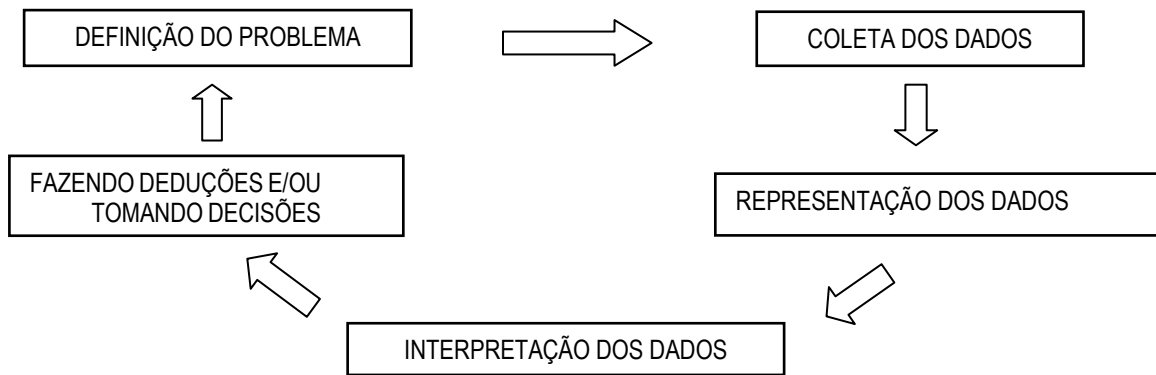 DEFINIÇÃO DO PROBLEMA
COLETA DOS DADOS
REPRESENTAÇÃO DOS DADOS
INTERPRETAÇÃO DOS DADOS
FAZENDO DEDUÇÕES E/OU
TOMANDO DECISÕES